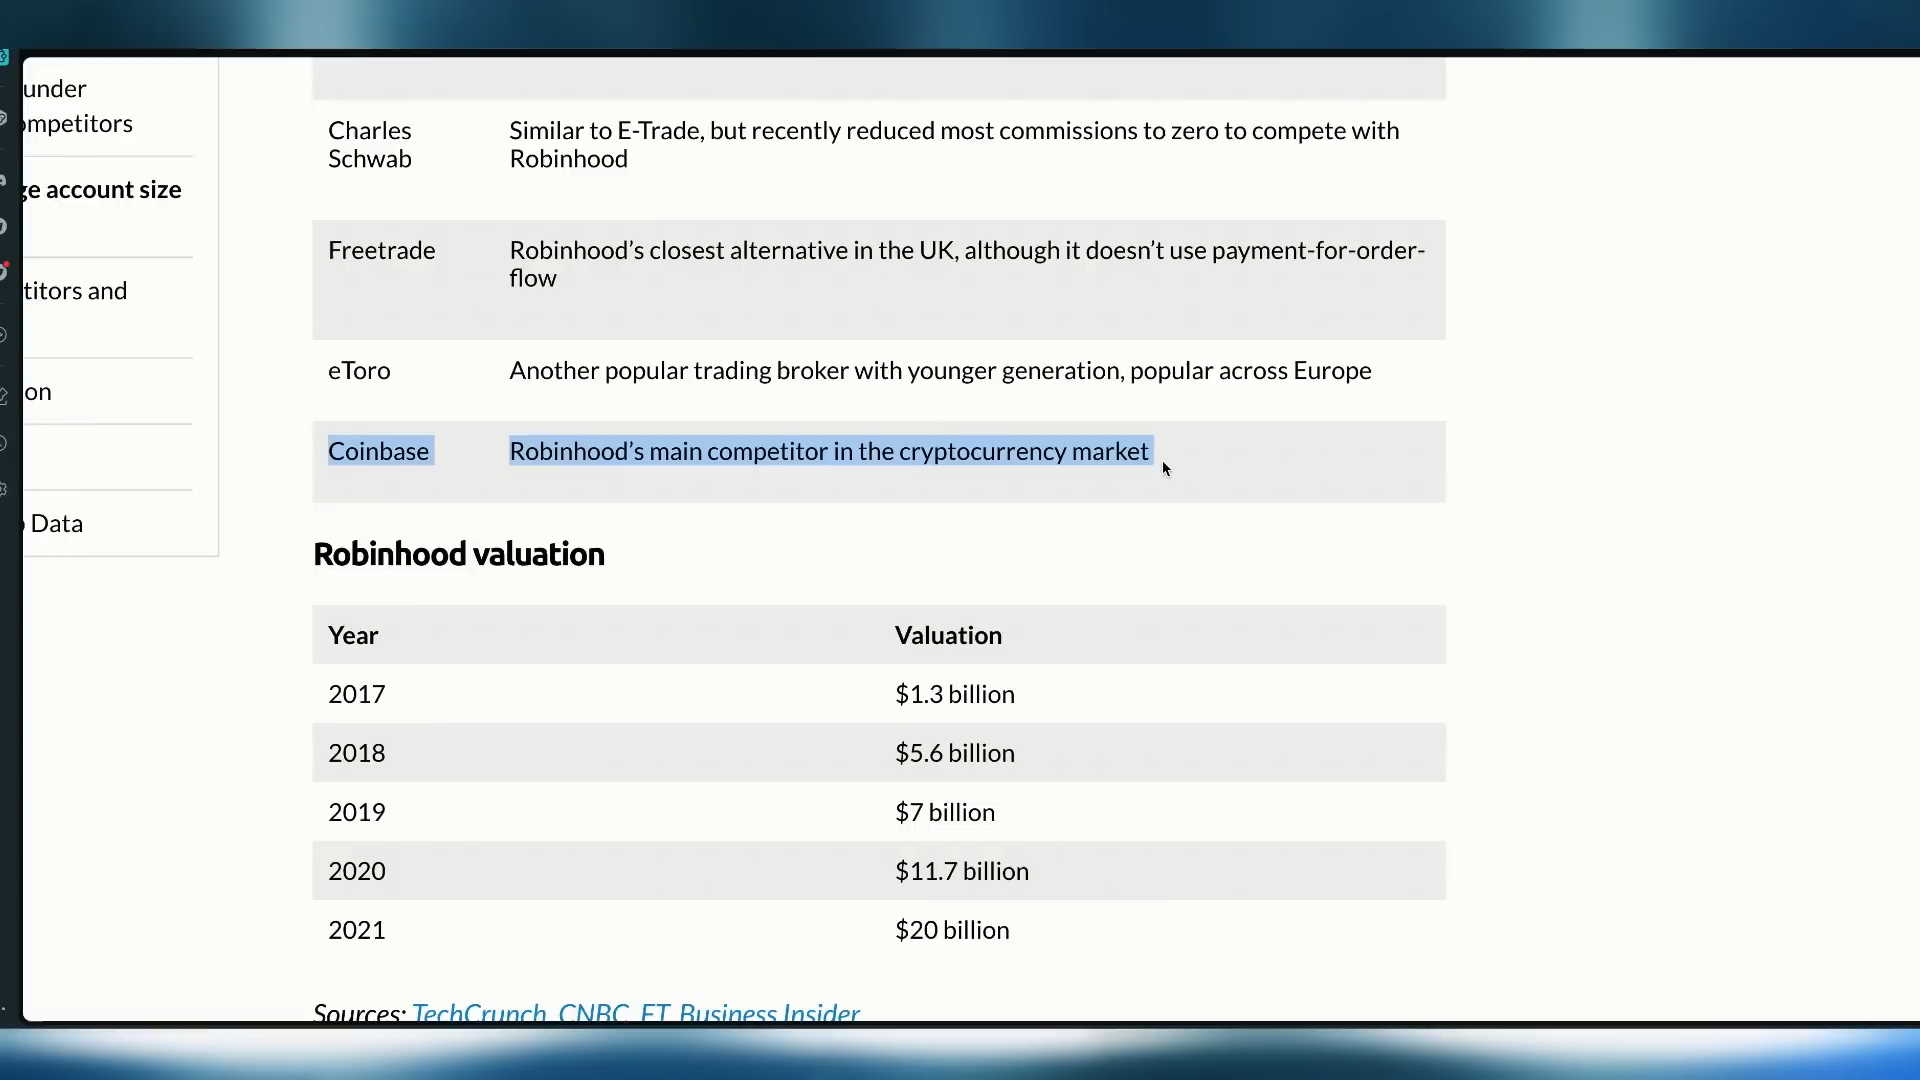 under
ompetitors
ge account size
titors and
on
Data
Charles Similar to E-Trade, but recently reduced most commissions to zero to compete with
Schwab Robinhood
Freetrade Robinhood’s closest alternative in the UK, although it doesn’t use payment-for-order-
flow
eToro Another popular trading broker with younger generation, popular across Europe
Coinbase Robinhood’s main competitor in the cryptocurrency market
Robinhood valuation
Year Valuation
2017 $1.3 billion
2018 $5.6 billion
2019 $7 billion
2020 $11.7 billion
2021 $20 billion
Sources: TechCrunch, CNBC, FT, Business Insider